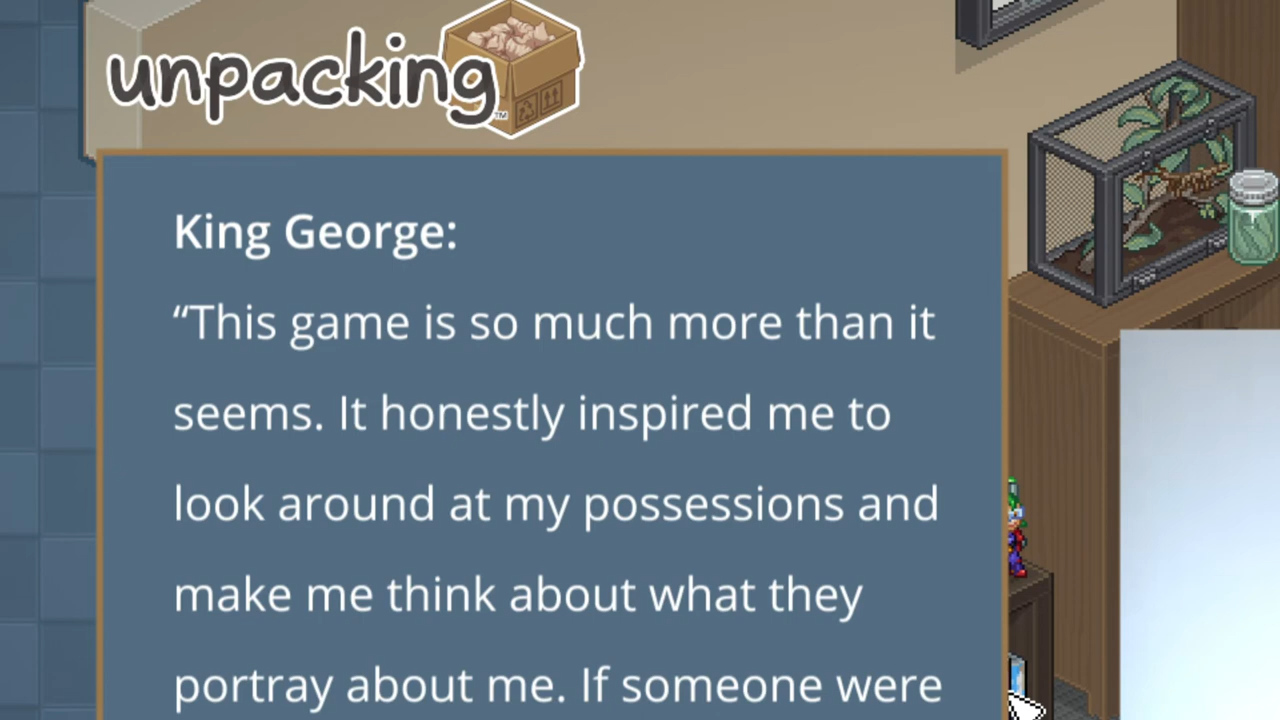 unpacking™
King George:
“This game is so much more than it
seems. It honestly inspired me to
look around at my possessions and
make me think about what they
portray about me. If someone were